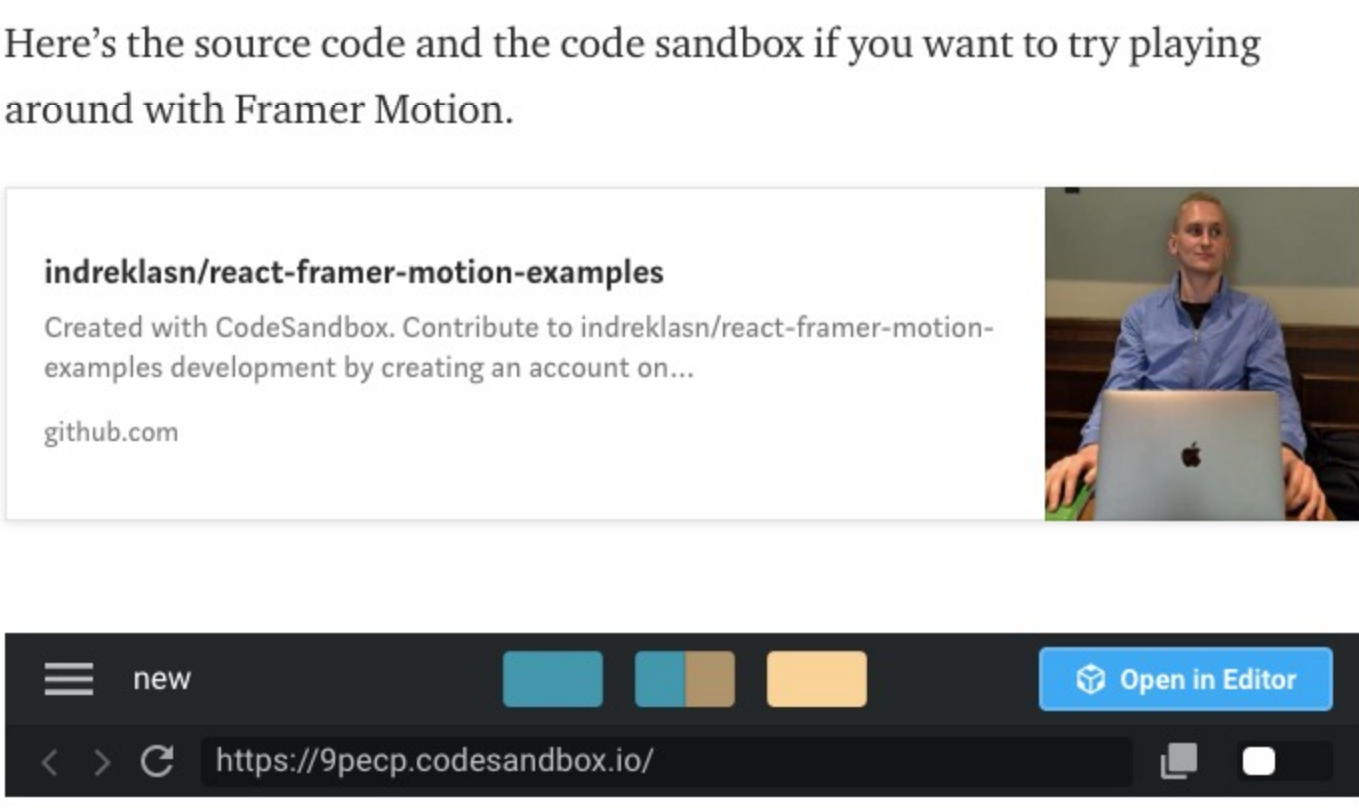 Here’s the source code and the code sandbox if you want to try playing
around with Framer Motion.
indreklasn/react-framer-motion-examples
Created with CodeSandbox. Contribute to indreklasn/react-framer-motion-
examples development by creating an account on...
github.com
new
Open in Editor
https://9pecp.codesandbox.io/